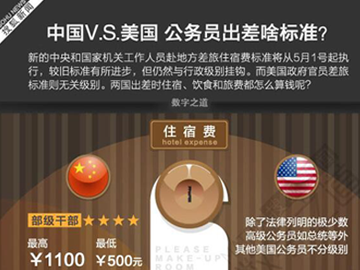 搜狐新闻
SOHU NEWS
中国V.S.美国 公务员出差啥标准?
新的中央和国家机关工作人员赴地方差旅住宿费标准将从5月1号起执
行，较旧标准有所进步，但仍然与行政级别挂钩。而美国政府官员差旅
标准则无关级别。两国出差时住宿、饮食和旅费都怎么算钱呢?
数字之道
住宿费
hotel expense
部级干部
最高 最低
¥1100 ¥500元
PLEASE
MAKE-UP
ROOM
除了法律列明的极少数
高级公务员如总统等外
其他美国公务员不分级别